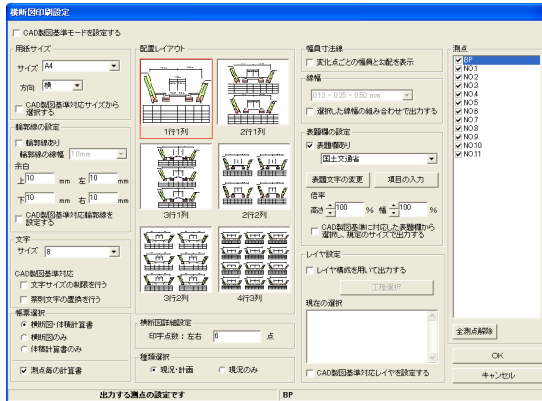 横断図印刷設定
CAD製図基準モードを設定する
用紙サイズ
サイズ A4
方向 横
CAD製図基準対応サイズから
選択する
輪郭線の設定
輪郭線あり
輪郭線の線幅 1.0mm
余白
上 10 mm 左 10 mm
下 10 mm 右 10 mm
CAD製図基準対応輪郭線を
設定する
文字
サイズ 8
CAD製図基準対応
文字サイズの制限を行う
禁則文字の置換を行う
帳票選択
横断図・体積計算書
横断図のみ
体積計算書のみ
測点毎の計算書
配置レイアウト
1行1列
2行1列
3行1列
2行2列
3行2列
4行3列
横断図詳細設定
印字点数：左右 6 点
種類選択
現況・計画
現況のみ
幅員寸法線
変化点ごとの幅員と勾配を表示
線幅
0.13 - 0.25 - 0.50 mm
選択した線幅の組み合わせで出力する
表題欄の設定
表題欄あり
国土交通省
表題文字の変更
項目の入力
倍率
高さ 100 % 幅 100 %
CAD製図基準に対応した表題欄から
選択し、規定のサイズで出力する
レイヤ設定
レイヤ構成を用いて出力する
工種選択
現在の選択
CAD製図基準対応レイヤを設定する
測点
BP
NO.1
NO.2
NO.3
NO.4
NO.5
NO.6
NO.7
NO.8
NO.9
NO.10
NO.11
全測点解除
OK
キャンセル
出力する測点の設定です
BP